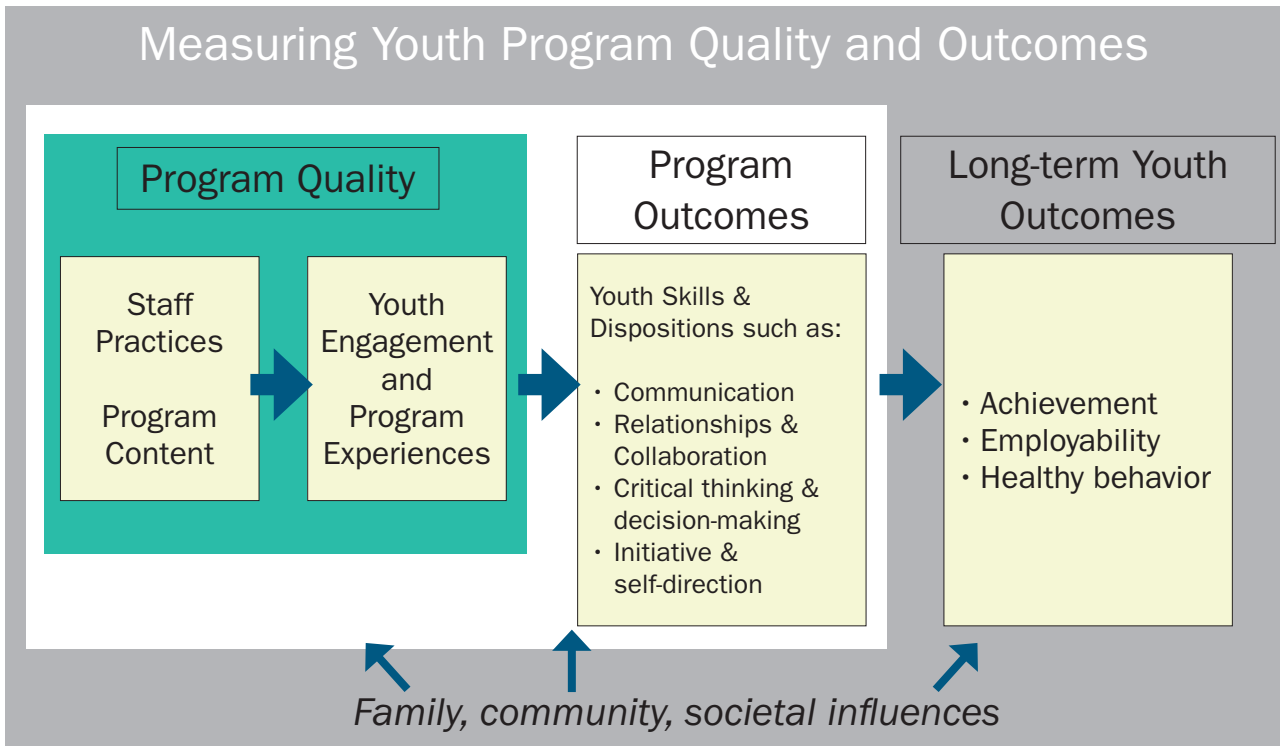 Measuring Youth Program Quality and Outcomes
Program Quality
Staff
Practices
Program
Content
Youth
Engagement
and
Program
Experiences
Program
Outcomes
Youth Skills &
Dispositions such as:
· Communication
· Relationships &
Collaboration
· Critical thinking &
decision-making
· Initiative &
self-direction
Long-term Youth
Outcomes
· Achievement
· Employability
· Healthy behavior
Family, community, societal influences